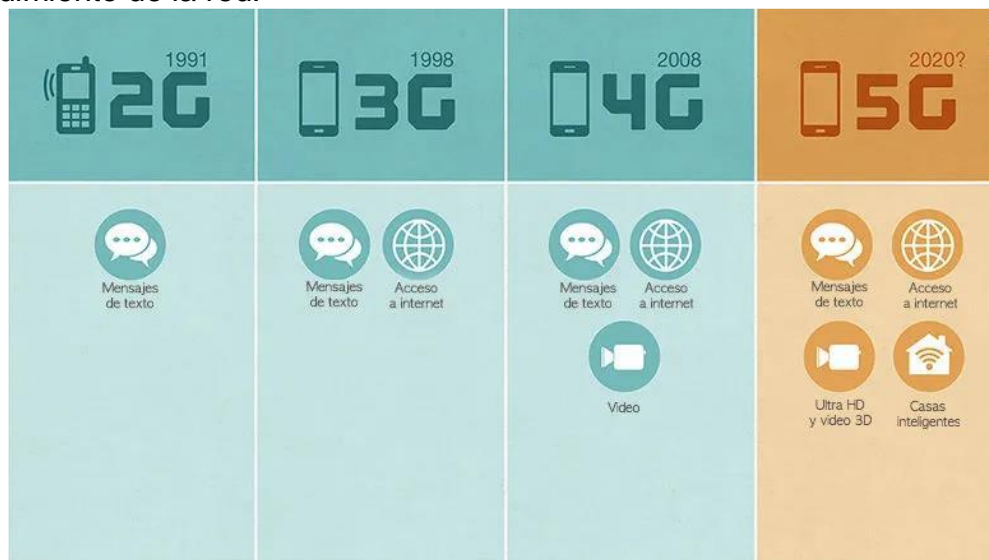 1991
2G
1998
3G
2008
4G
2020?
5G
Mensajes
de texto
Mensajes
de texto
Acceso
a internet
Mensajes
de texto
Acceso
a internet
Video
Mensajes
de texto
Acceso
a internet
Ultra HD
y video 3D
Casas
inteligentes